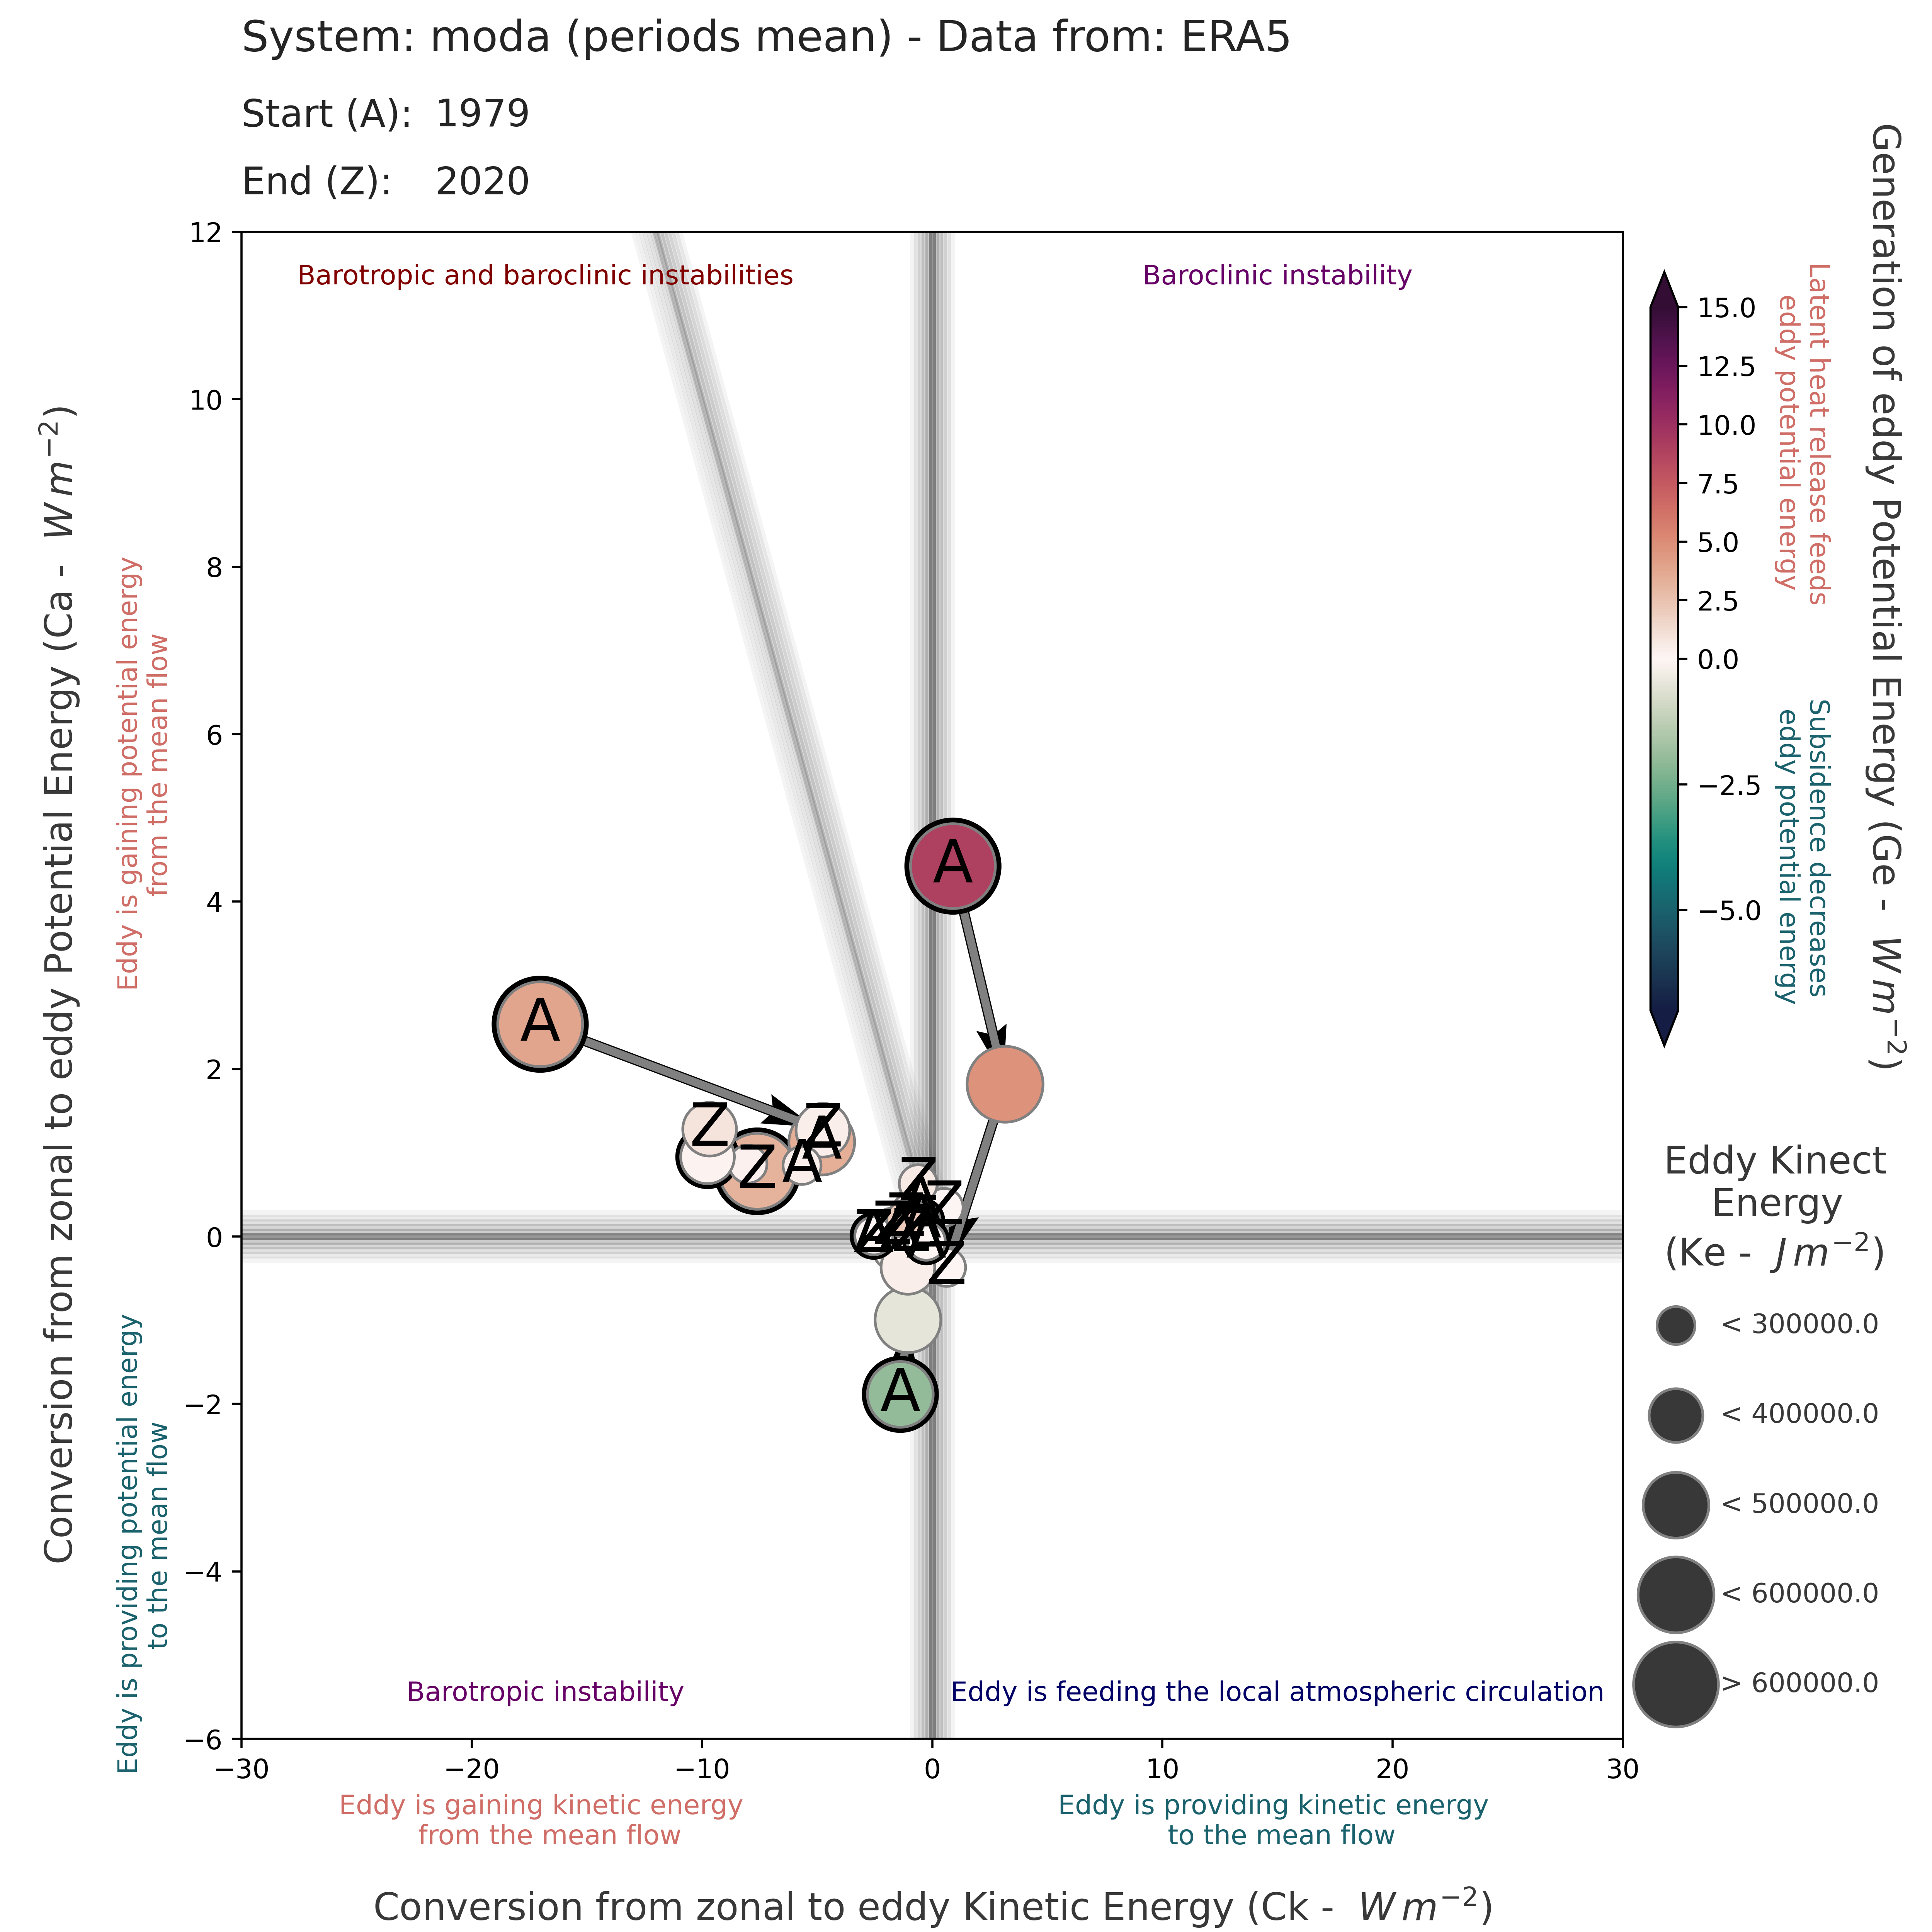 System: moda (periods mean) - Data from: ERA5
Start (A): 1979
End (Z): 2020
Barotropic and baroclinic instabilities
Baroclinic instability
Barotropic instability
Eddy is feeding the local atmospheric circulation
12
10
8
6
4
2
0
−2
−4
−6
−30
−20
−10
0
10
20
30
Conversion from zonal to eddy Potential Energy (Ca - W m−2)
Eddy is gaining potential energy
from the mean flow
Eddy is providing potential energy
to the mean flow
A
A
A
Z
Z
Z
A
A
Z
Z
Z
Z
A
Eddy is gaining kinetic energy
from the mean flow
Eddy is providing kinetic energy
to the mean flow
Conversion from zonal to eddy Kinetic Energy (Ck - W m−2)
15.0
12.5
10.0
7.5
5.0
2.5
0.0
−2.5
−5.0
Latent heat release feeds
eddy potential energy
Subsidence decreases
eddy potential energy
Generation of eddy Potential Energy (Ge - W m−2)
Eddy Kinect
Energy
(Ke - J m−2)
< 300000.0
< 400000.0
< 500000.0
< 600000.0
> 600000.0